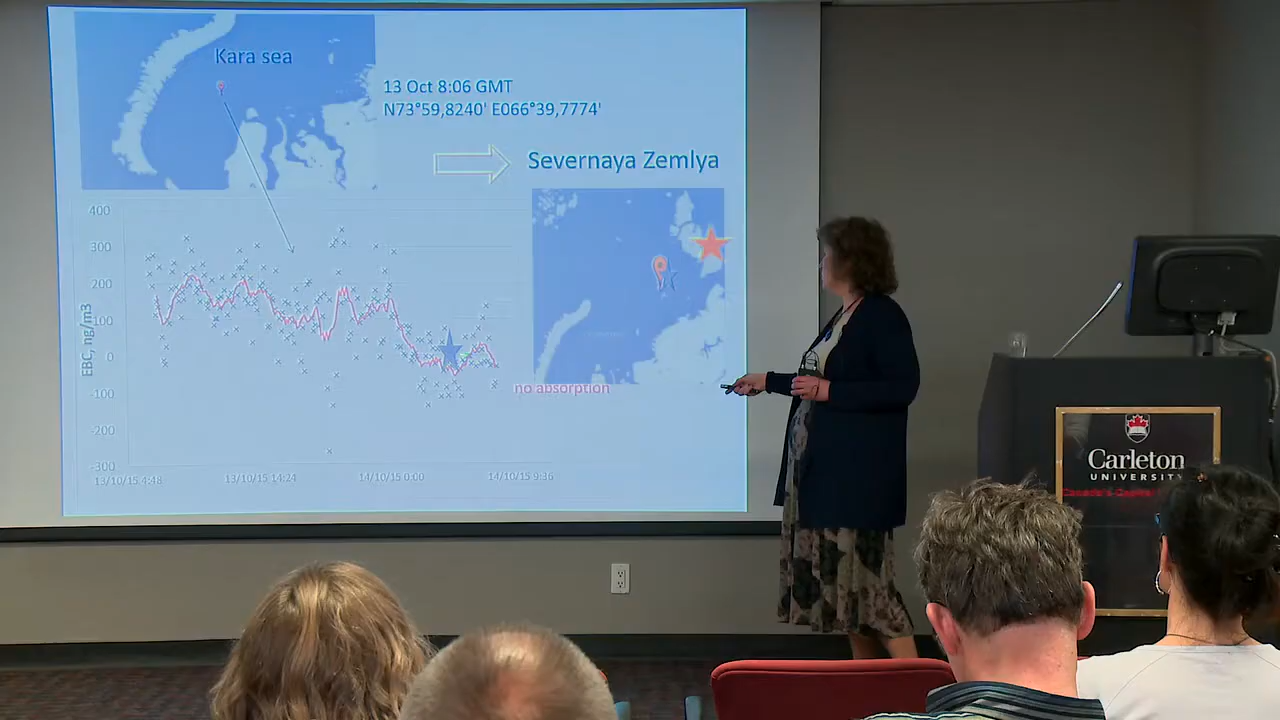 Kara sea
13 Oct 8:06 GMT
N73°59,8240' E066°39,7774'
Severnaya Zemlya
400
300
200
100
0
-100
-200
-300
EBC, ng/m3
no absorption
13/10/15 4:48
13/10/15 14:24
14/10/15 0:00
14/10/15 9:36
Carleton
UNIVERSITY
Canada's Capital